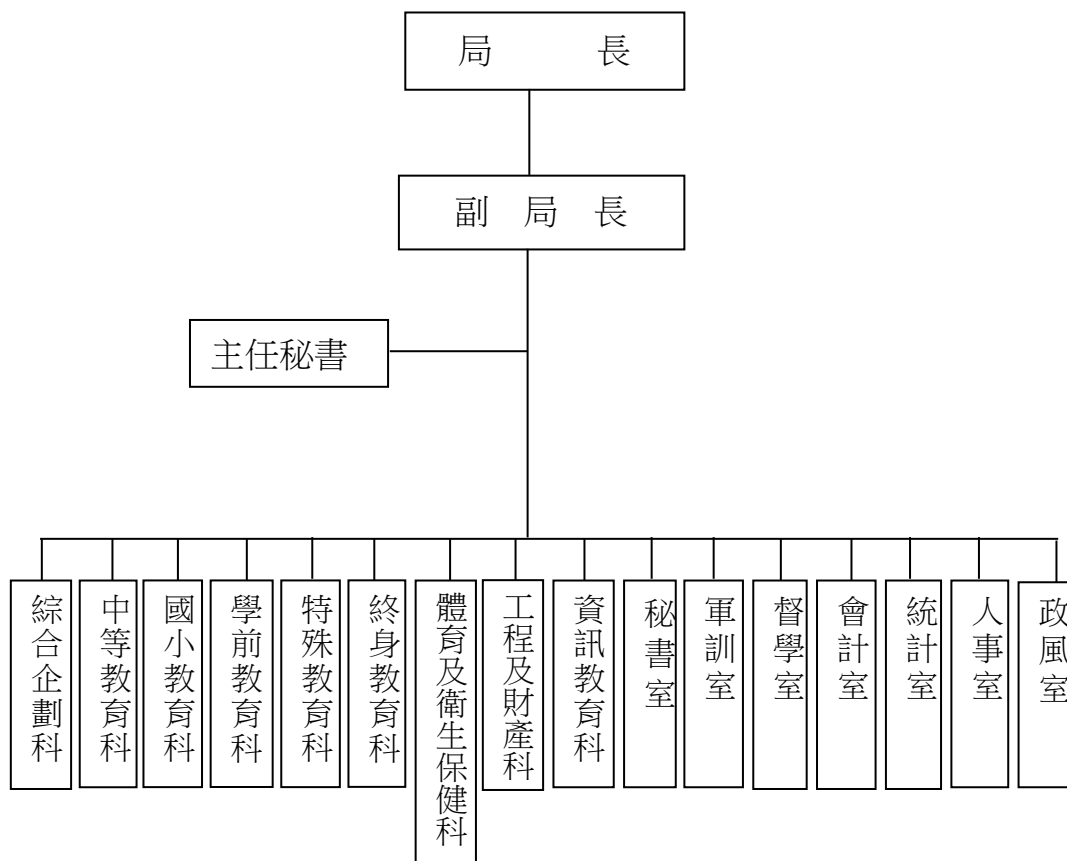 局長
副局長
主任秘書
綜合企劃科
中等教育科
國小教育科
學前教育科
特殊教育科
終身教育科
體育及衛生保健科
工程及財產科
資訊教育科
秘書室
軍訓室
督學室
會計室
統計室
人事室
政風室